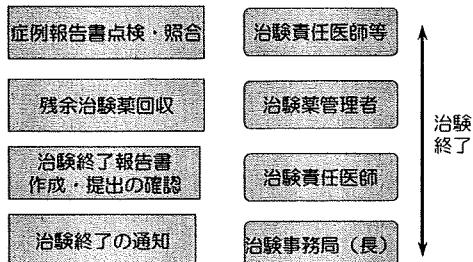 症例報告書点検・照合
治験責任医師等
残余治験薬回収
治験薬管理者
治験終了報告書
作成・提出の確認
治験責任医師
治験終了の通知
治験事務局（長）
治験
終了